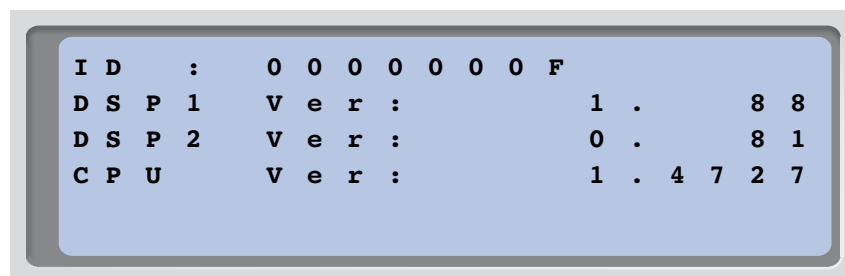 ID : 0000000F
DSP1 Ver: 1. 88
DSP2 Ver: 0. 81
CPU Ver: 1.4727